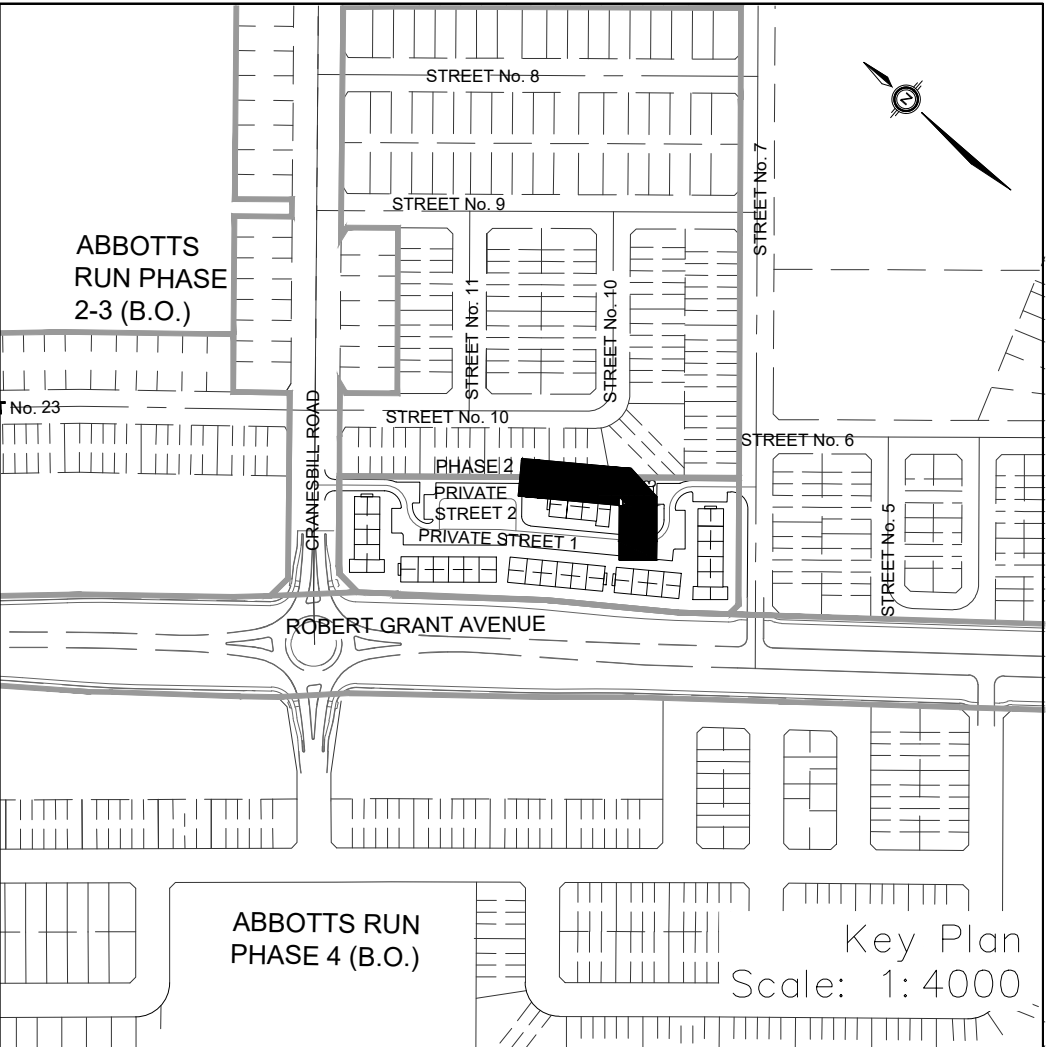 STREET No. 8
STREET No. 7
N
STREET No. 9
ABBOTTS
RUN PHASE
2-3 (B.O.)
STREET No. 11
STREET No. 10
T No. 23
CRANESBILL ROAD
STREET No. 10
STREET No. 6
PHASE 2
PRIVATE
STREET 2
PRIVATE STREET 1
STREET No. 5
ROBERT GRANT AVENUE
ABBOTTS RUN
PHASE 4 (B.O.)
Key Plan
Scale: 1:4000